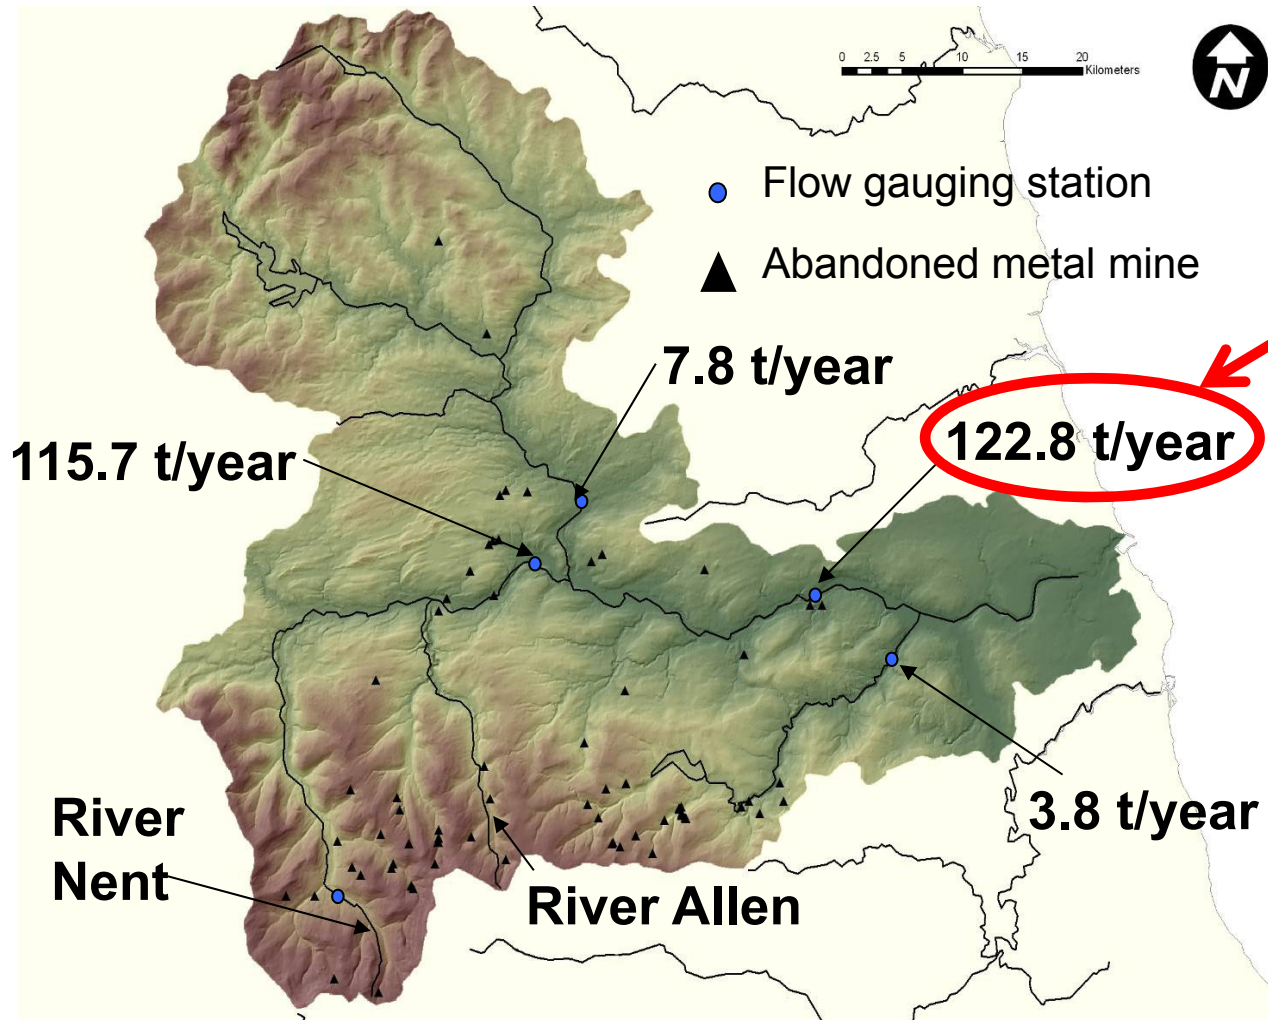 0 2.5 5 10 15 20
Kilometers
N
Flow gauging station
Abandoned metal mine
7.8 t/year
122.8 t/year
115.7 t/year
3.8 t/year
River
Nent
River Allen